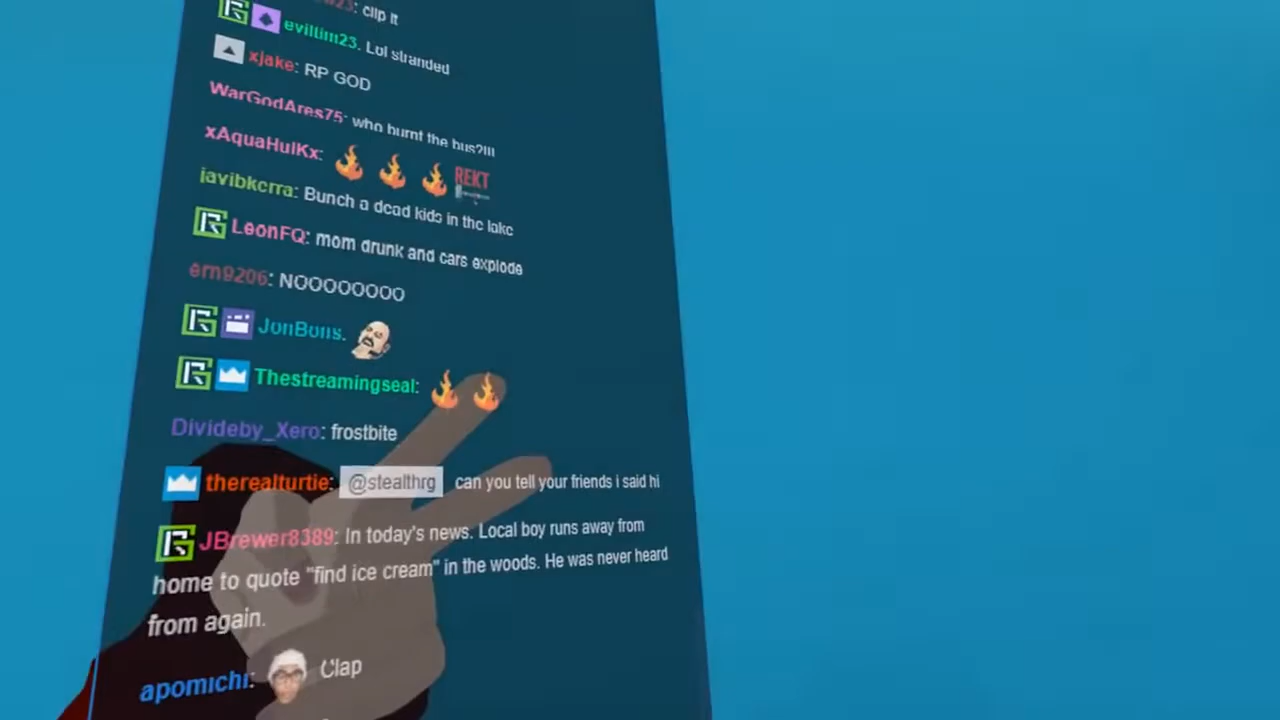 clip it
eviltim23. Lol stranded
xjake: RP GOD
WarGodAres75: who burnt the bus?!!!
xAquaHulKx: REKT
javibkcrra: Bunch a dead kids in the lake
LeonFQ: mom drunk and cars explode
em9206: NOOOOOOOO
JonBons.
Thestreamingseal:
Divideby_Xero: frostbite
therealturtie: @stealthrg can you tell your friends i said hi
JBrewer8389: In today's news. Local boy runs away from
home to quote "find ice cream" in the woods. He was never heard
from again.
apomichi: Clap